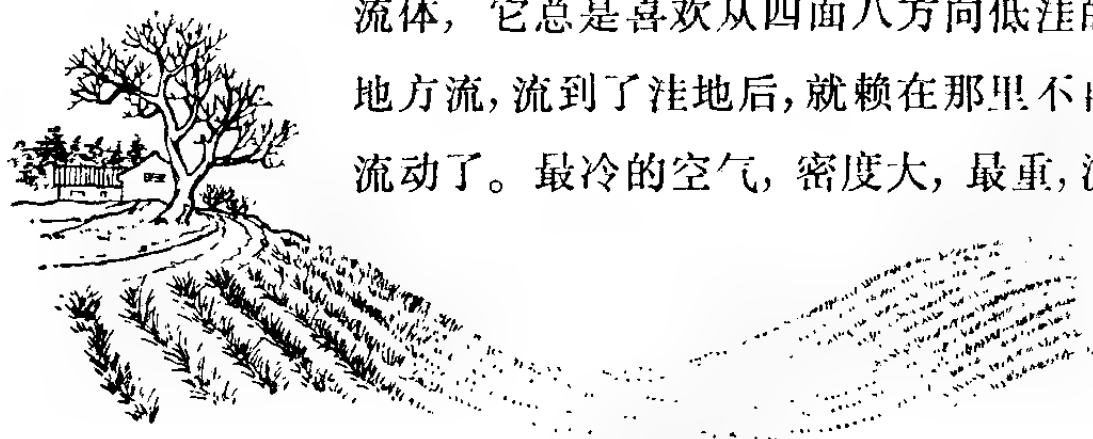 流体，它总是喜欢从四面八方向低洼的
地方流，流到了洼地后，就赖在那里不
流动了。最冷的空气，密度大，最重，